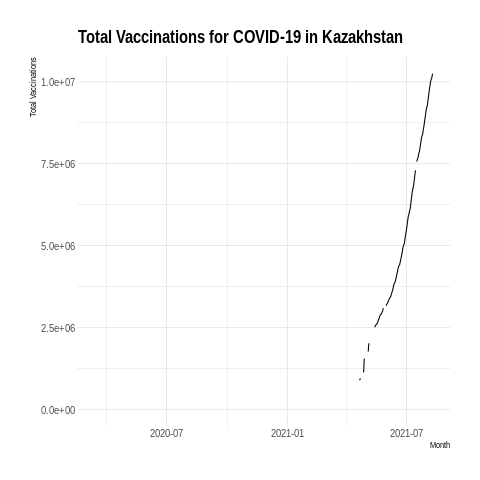 Total Vaccinations for COVID-19 in Kazakhstan
Total Vaccinations
1.0e+07
7.5e+06
5.0e+06
2.5e+06
0.0e+00
2020-07
2021-01
2021-07
Month